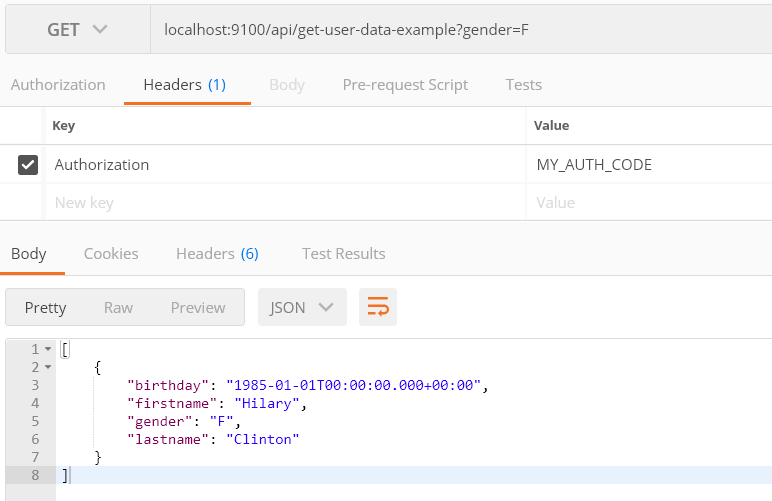 GET localhost:9100/api/get-user-data-example?gender=F
Authorization Headers (1) Body Pre-request Script Tests
Key Value
Authorization MY_AUTH_CODE
New key Value
Body Cookies Headers (6) Test Results
Pretty Raw Preview JSON
1 [
2 {
3 "birthday": "1985-01-01T00:00:00.000+00:00",
4 "firstname": "Hilary",
5 "gender": "F",
6 "lastname": "Clinton"
7 }
8 ]